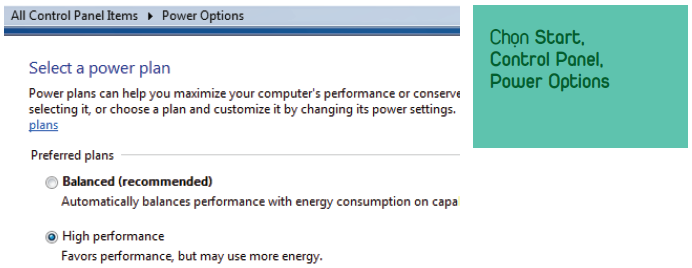 All Control Panel Items ▸ Power Options
Select a power plan
Power plans can help you maximize your computer's performance or conserve
selecting it, or choose a plan and customize it by changing its power settings.
plans
Preferred plans
Balanced (recommended)
Automatically balances performance with energy consumption on capa
High performance
Favors performance, but may use more energy.
Chọn Start,
Control Panel,
Power Options